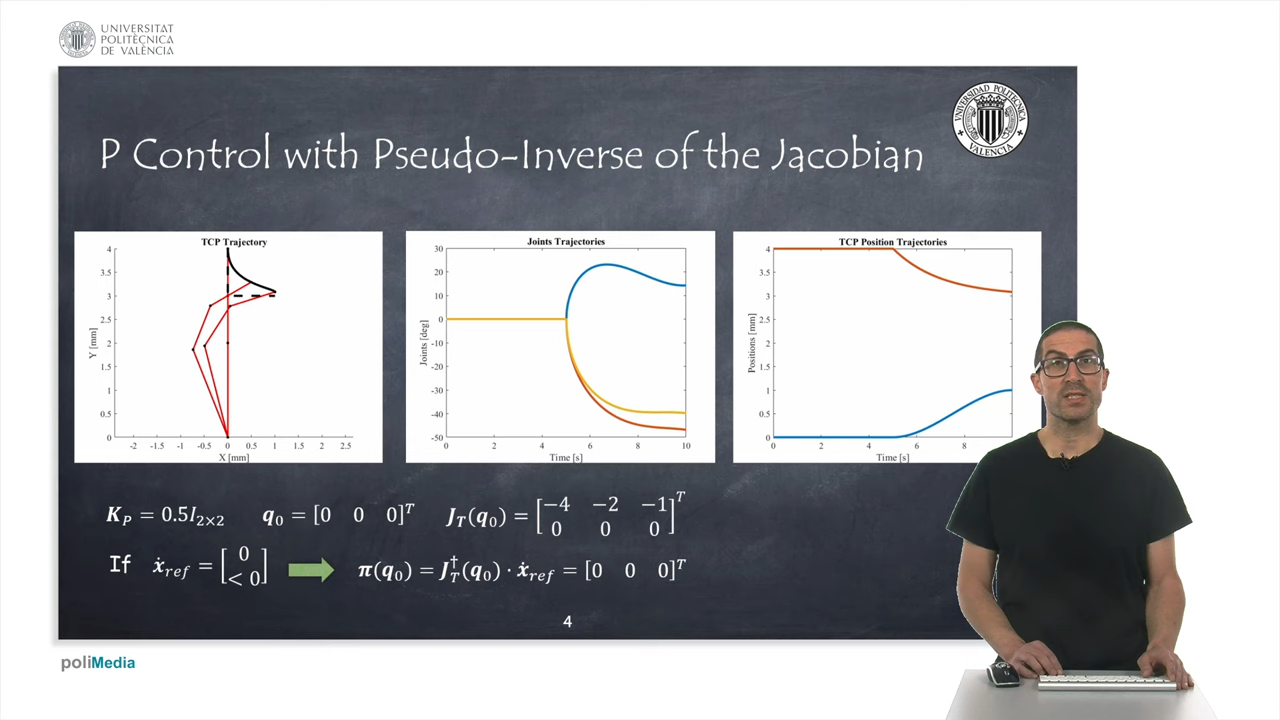 UNIVERSITAT
POLITÈCNICA
DE VALÈNCIA
UNIVERSIDAD POLITECNICA
VALENCIA
P Control with Pseudo-Inverse of the Jacobian
TCP Trajectory
4
3.5
3
2.5
2
1.5
1
0.5
0
Y [mm]
-2 -1.5 -1 -0.5 0 0.5 1 1.5 2 2.5
X [mm]
Joints Trajectories
30
20
10
0
-10
-20
-30
-40
-50
Joints [deg]
0 2 4 6 8 10
Time [s]
TCP Position Trajectories
4
3.5
3
2.5
2
1.5
1
0.5
0
Positions [mm]
0 2 4 6 8
Time [s]
K_P = 0.5I_{2×2} q_0 = [0 0 0]^T J_T(q_0) = [−4 −2 −1; 0 0 0]^T
If ẋ_ref = [0; < 0] π(q_0) = J_T^†(q_0) · ẋ_ref = [0 0 0]^T
4
poliMedia